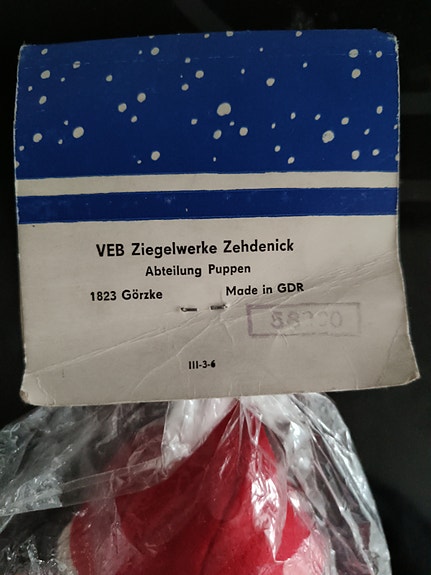 VEB Ziegelwerke Zehdenick
Abteilung Puppen
1823 Görzke Made in GDR
III-3-6